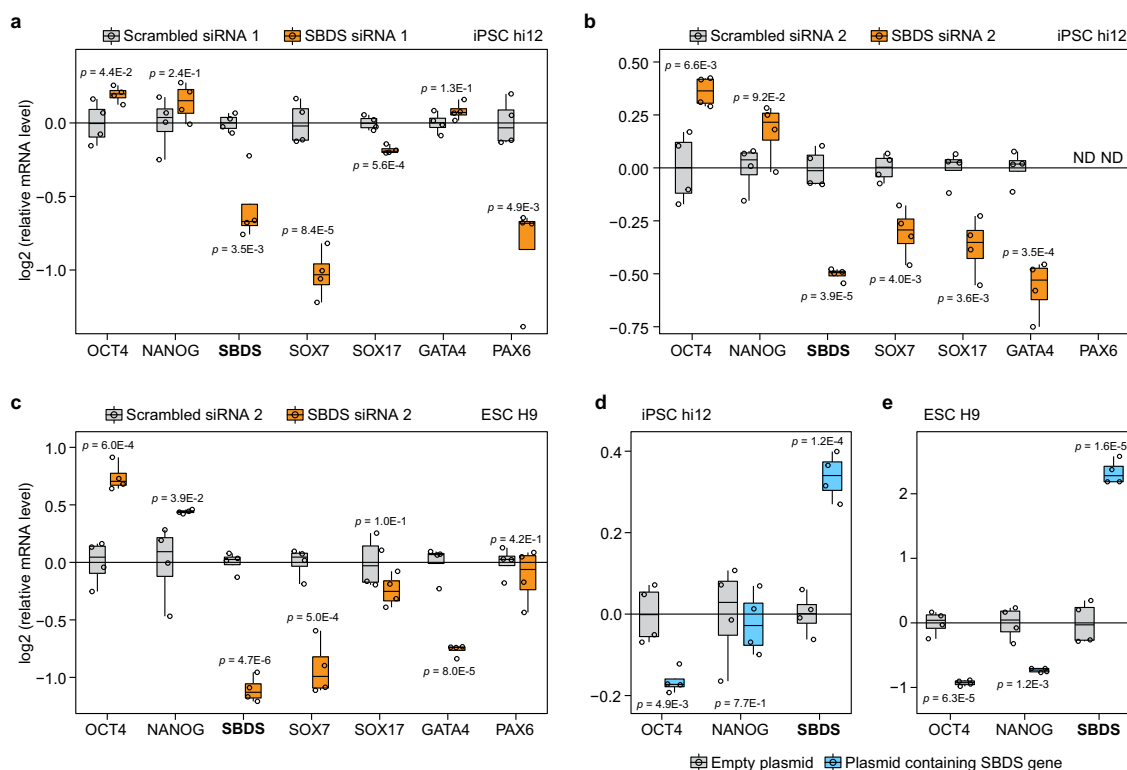 a
Scrambled siRNA 1 SBDS siRNA 1 iPSC hi12
log2 (relative mRNA level)
0.0
−0.5
−1.0
p = 4.4E-2
p = 2.4E-1
p = 3.5E-3
p = 8.4E-5
p = 5.6E-4
p = 1.3E-1
p = 4.9E-3
OCT4 NANOG SBDS SOX7 SOX17 GATA4 PAX6
b
Scrambled siRNA 2 SBDS siRNA 2 iPSC hi12
0.50
0.25
0.00
−0.25
−0.50
−0.75
p = 6.6E-3
p = 9.2E-2
p = 3.9E-5
p = 4.0E-3
p = 3.6E-3
p = 3.5E-4
ND ND
OCT4 NANOG SBDS SOX7 SOX17 GATA4 PAX6
c
Scrambled siRNA 2 SBDS siRNA 2 ESC H9
log2 (relative mRNA level)
1.0
0.5
0.0
−0.5
−1.0
p = 6.0E-4
p = 3.9E-2
p = 4.7E-6
p = 5.0E-4
p = 1.0E-1
p = 8.0E-5
p = 4.2E-1
OCT4 NANOG SBDS SOX7 SOX17 GATA4 PAX6
d
iPSC hi12
0.4
0.2
0.0
−0.2
p = 4.9E-3
p = 7.7E-1
p = 1.2E-4
OCT4 NANOG SBDS
e
ESC H9
2
1
0
−1
p = 6.3E-5
p = 1.2E-3
p = 1.6E-5
OCT4 NANOG SBDS
Empty plasmid Plasmid containing SBDS gene